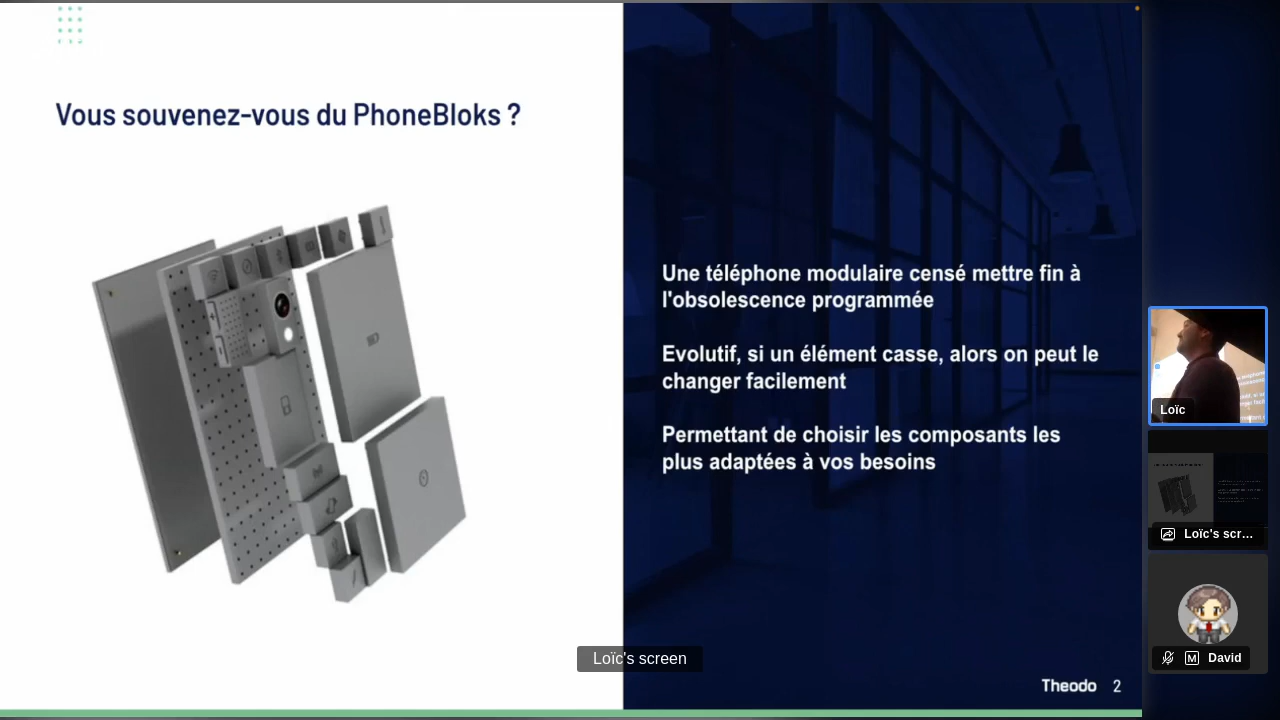 Vous souvenez-vous du PhoneBloks ?
Une téléphone modulaire censé mettre fin à
l'obsolescence programmée
Evolutif, si un élément casse, alors on peut le
changer facilement
Permettant de choisir les composants les
plus adaptées à vos besoins
Loïc's screen
Theodo 2
Loïc
Loïc's scr...
M David